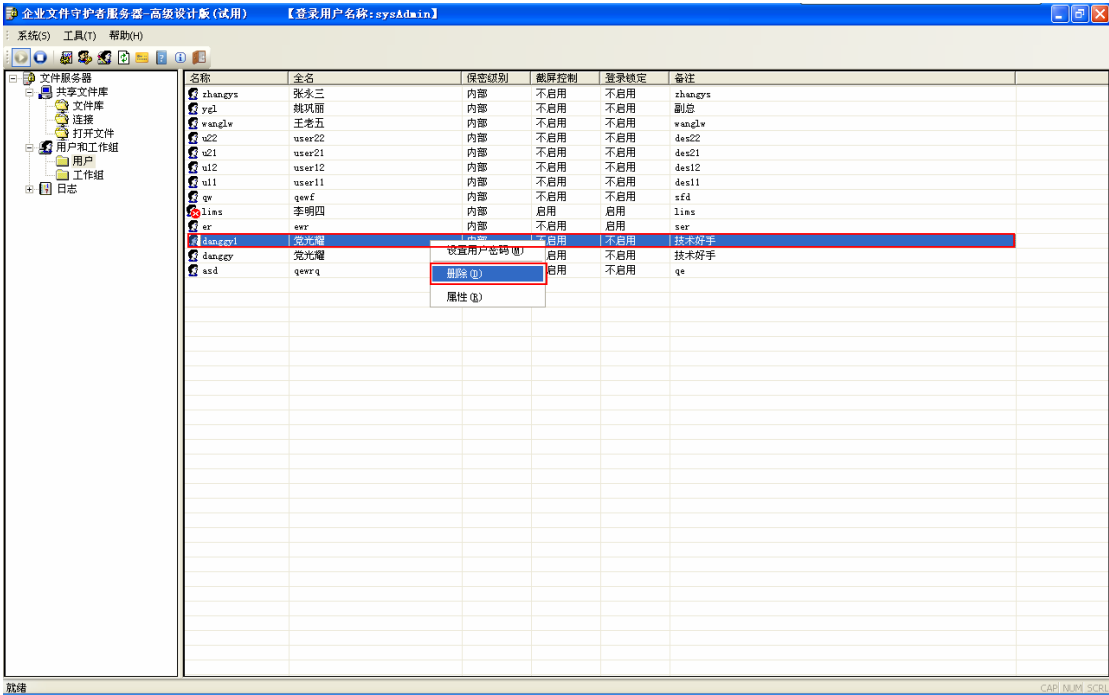 企业文件守护者服务器-高级设计版(试用) 【登录用户名称:sysAdmin】
系统(S) 工具(T) 帮助(H)
文件服务器
共享文件库
文件库
连接
打开文件
用户和工作组
用户
工作组
日志
名称 全名 保密级别 截屏控制 登录锁定 备注
zhangys 张永三 内部 不启用 不启用 zhangys
ygl 姚巩丽 内部 不启用 不启用 副总
wanglw 王老五 内部 不启用 不启用 wanglw
u22 user22 内部 不启用 不启用 des22
u21 user21 内部 不启用 不启用 des21
u12 user12 内部 不启用 不启用 des12
u11 user11 内部 不启用 不启用 des11
qw qewf 内部 不启用 不启用 sfd
lims 李明四 内部 启用 启用 lims
er ewr 内部 不启用 启用 ser
danggy1 党光耀 内部 不启用 不启用 技术好手
danggy 党光耀 启用 不启用 技术好手
asd qewrq 启用 不启用 qe
设置用户密码(M)
删除(D)
属性(R)
就绪
CAP NUM SCRL